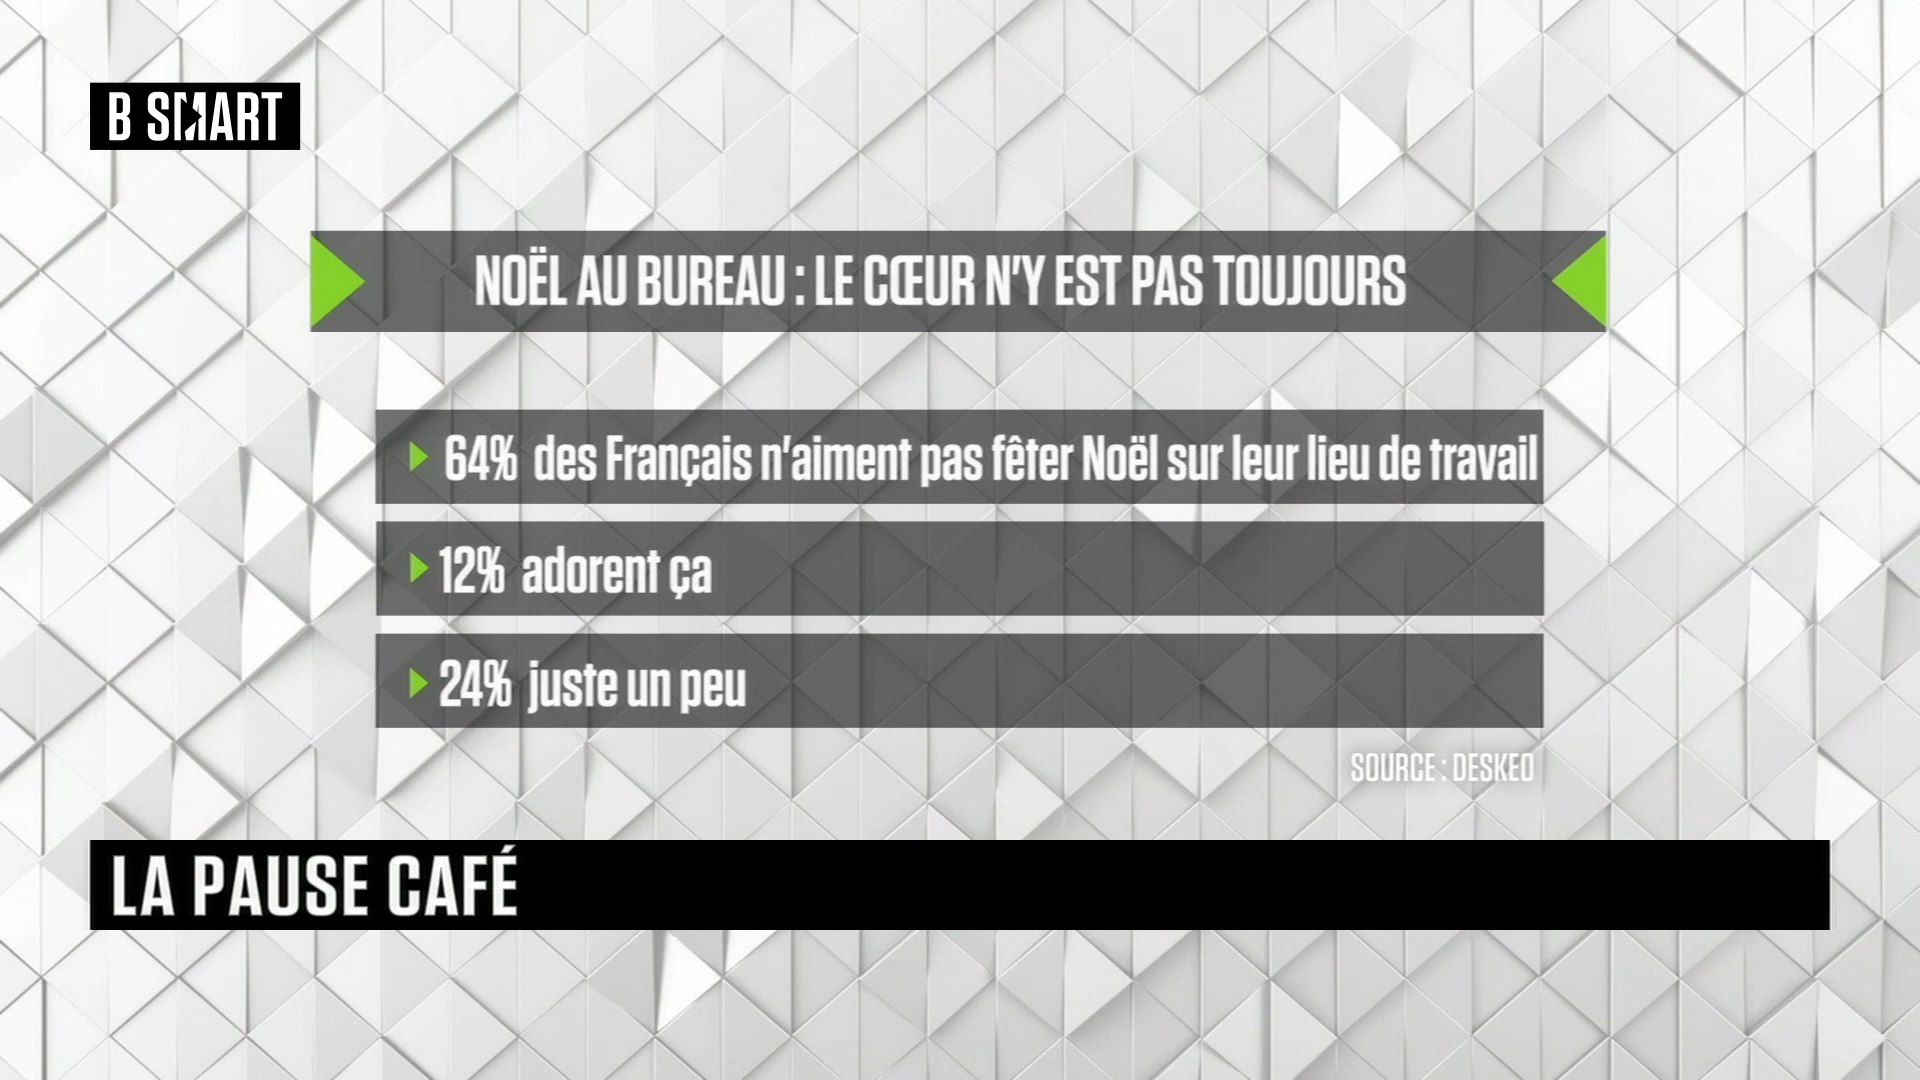 B SMART
NOËL AU BUREAU : LE CŒUR N'Y EST PAS TOUJOURS
64% des Français n'aiment pas fêter Noël sur leur lieu de travail
12% adorent ça
24% juste un peu
SOURCE : DESKEO
LA PAUSE CAFÉ